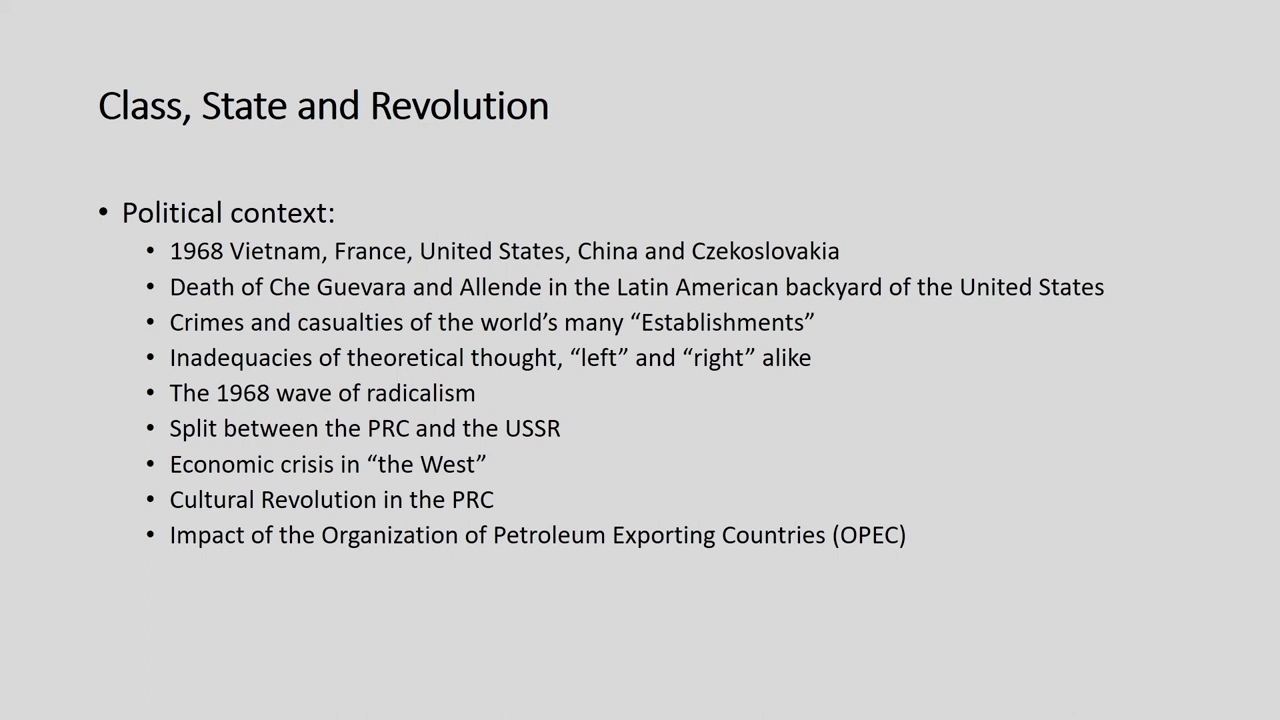 Class, State and Revolution
• Political context:
• 1968 Vietnam, France, United States, China and Czekoslovakia
• Death of Che Guevara and Allende in the Latin American backyard of the United States
• Crimes and casualties of the world’s many “Establishments”
• Inadequacies of theoretical thought, “left” and “right” alike
• The 1968 wave of radicalism
• Split between the PRC and the USSR
• Economic crisis in “the West”
• Cultural Revolution in the PRC
• Impact of the Organization of Petroleum Exporting Countries (OPEC)